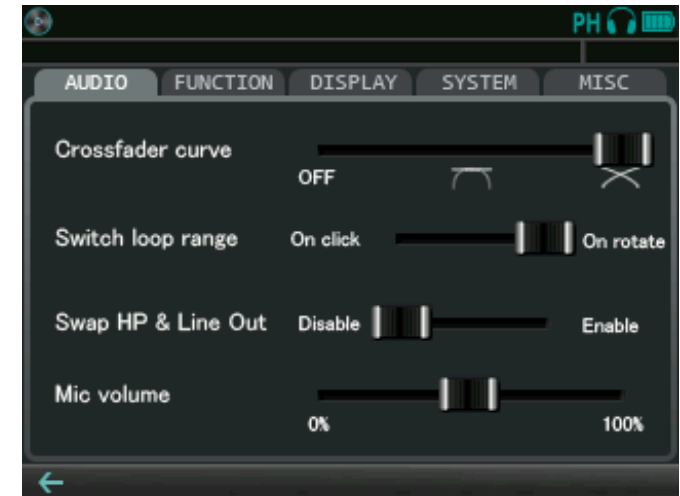 PH
AUDIO FUNCTION DISPLAY SYSTEM MISC
Crossfader curve
OFF
Switch loop range On click On rotate
Swap HP & Line Out Disable Enable
Mic volume
0% 100%